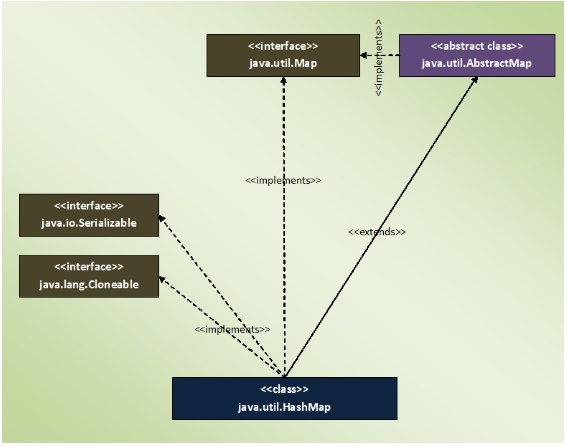 <<interface>>
java.util.Map
<<implements>>
<<abstract class>>
java.util.AbstractMap
<<implements>>
<<interface>>
java.io.Serializable
<<extends>>
<<interface>>
java.lang.Cloneable
<<implements>>
<<class>>
java.util.HashMap